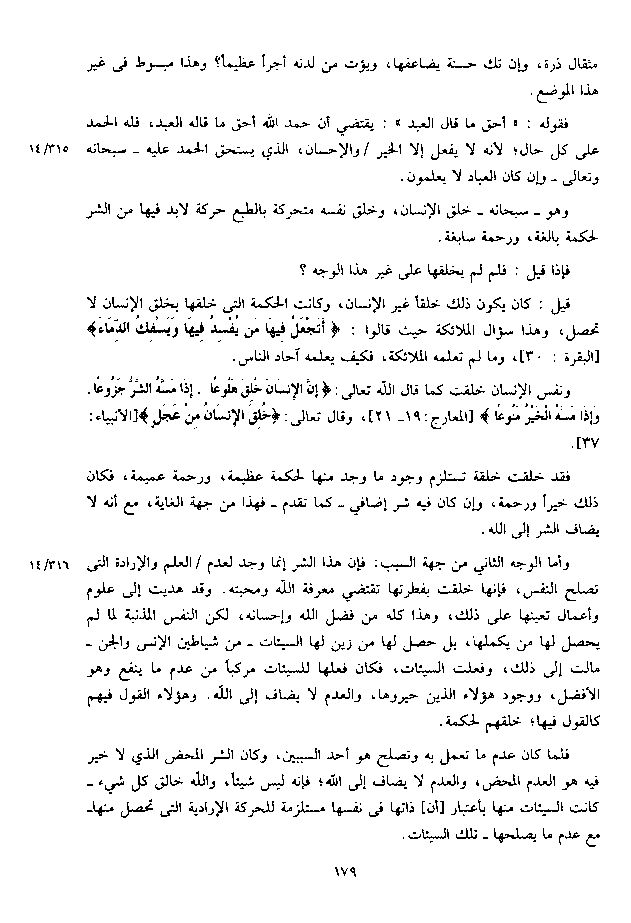 مثقال ذرة، وإن تك حسنة يضاعفها، ويؤت من لدنه أجراً عظيماً؟ وهذا مبسوط فى غير
هذا الموضع.
فقوله : « أحق ما قال العبد » : يقتضي أن حمد الله أحق ما قاله العبد، فله الحمد
على كل حال؛ لأنه لا يفعل إلا الخير /والإحسان، الذي يستحق الحمد عليه ـ سبحانه ١٤/٣١٥
وتعالى ـ وإن كان العباد لا يعلمون.
وهو ـ سبحانه ـ خلق الإنسان، وخلق نفسه متحركة بالطبع حركة لابد فيها من الشر
لحكمة بالغة، ورحمة سابغة.
فإذا قيل : فلم لم يخلقها على غير هذا الوجه ؟
قيل : كان يكون ذلك خلقاً غير الإنسان، وكانت الحكمة التى خلقها بخلق الإنسان لا
تحصل، وهذا سؤال الملائكة حيث قالوا : ﴿ أَتَجْعَلُ فِيهَا مَن يُفْسِدُ فِيهَا وَيَسْفِكُ الدِّمَاءَ﴾
[البقرة : ٣٠]، وما لم تعلمه الملائكة، فكيف يعلمه آحاد الناس.
ونفس الإنسان خلقت كما قال الله تعالى:﴿ إِنَّ الإِنسَانَ خُلِقَ هَلُوعًا . إِذَا مَسَّهُ الشَّرُّ جَزُوعًا.
وَإِذَا مَسَّهُ الْخَيْرُ مَنُوعًا ﴾ [المعارج:١٩ـ ٢١]، وقال تعالى:﴿خُلِقَ الإِنسَانُ مِنْ عَجَلٍ﴾[الأنبياء:
٣٧].
فقد خلقت خلقة تستلزم وجود ما وجد منها لحكمة عظيمة، ورحمة عميمة، فكان
ذلك خيراً ورحمة، وإن كان فيه شر إضافي ـ كما تقدم ـ فهذا من جهة الغاية، مع أنه لا
يضاف الشر إلى الله.
وأما الوجه الثاني من جهة السبب: فإن هذا الشر إنما وجد لعدم /العلم والإرادة التى ١٤/٣١٦
تصلح النفس، فإنها خلقت بفطرتها تقتضي معرفة الله ومحبته. وقد هديت إلى علوم
وأعمال تعينها على ذلك، وهذا كله من فضل الله وإحسانه، لكن النفس المذنبة لما لم
يحصل لها من يكملها، بل حصل لها من زين لها السيئات ـ من شياطين الإنس والجن ـ
مالت إلى ذلك، وفعلت السيئات، فكان فعلها للسيئات مركباً من عدم ما ينفع وهو
الأفضل، ووجود هؤلاء الذين حيروها، والعدم لا يضاف إلى الله. وهؤلاء القول فيهم
كالقول فيها؛ خلقهم لحكمة.
فلما كان عدم ما تعمل به وتصلح هو أحد السببين، وكان الشر المحض الذي لا خير
فيه هو العدم المحض، والعدم لا يضاف إلى الله؛ فإنه ليس شيئاً، والله خالق كل شيء ـ
كانت السيئات منها بأعتبار [أن] ذاتها فى نفسها مستلزمة للحركة الإرادية التى تحصل منهاـ
مع عدم ما يصلحها ـ تلك السيئات.
١٧٩